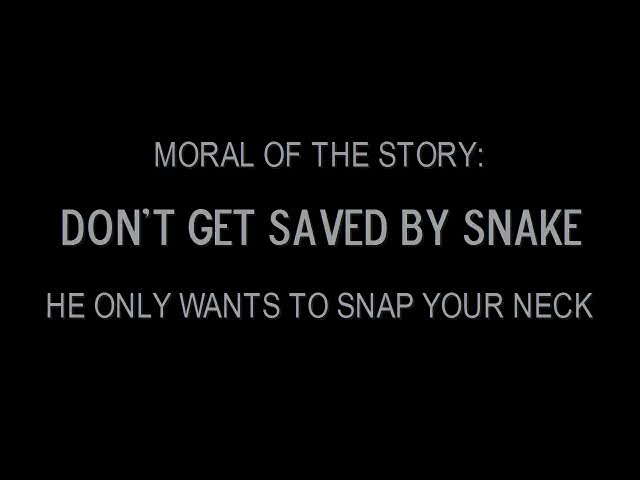 MORAL OF THE STORY:
DON'T GET SAVED BY SNAKE
HE ONLY WANTS TO SNAP YOUR NECK